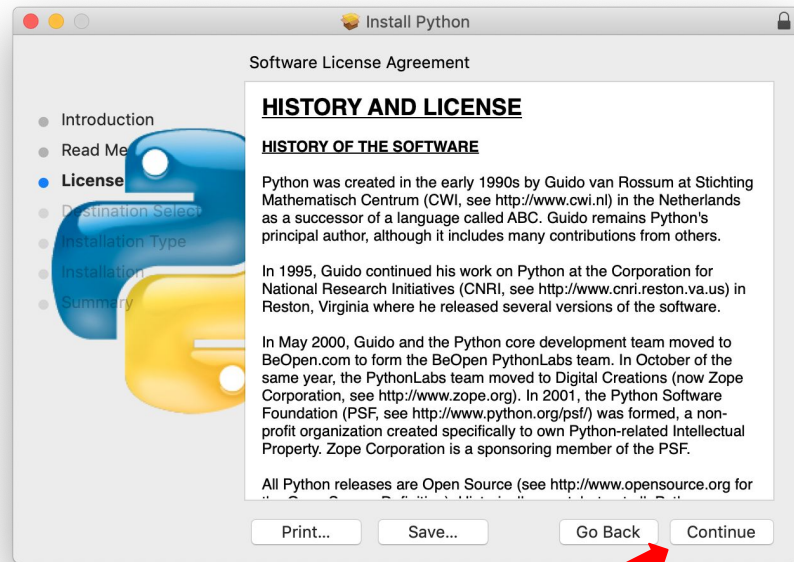 Install Python
Software License Agreement
Introduction
Read Me
License
Destination Select
Installation Type
Installation
Summary
HISTORY AND LICENSE
HISTORY OF THE SOFTWARE
Python was created in the early 1990s by Guido van Rossum at Stichting
Mathematisch Centrum (CWI, see http://www.cwi.nl) in the Netherlands
as a successor of a language called ABC. Guido remains Python's
principal author, although it includes many contributions from others.
In 1995, Guido continued his work on Python at the Corporation for
National Research Initiatives (CNRI, see http://www.cnri.reston.va.us) in
Reston, Virginia where he released several versions of the software.
In May 2000, Guido and the Python core development team moved to
BeOpen.com to form the BeOpen PythonLabs team. In October of the
same year, the PythonLabs team moved to Digital Creations (now Zope
Corporation, see http://www.zope.org). In 2001, the Python Software
Foundation (PSF, see http://www.python.org/psf/) was formed, a non-
profit organization created specifically to own Python-related Intellectual
Property. Zope Corporation is a sponsoring member of the PSF.
All Python releases are Open Source (see http://www.opensource.org for
Print...
Save...
Go Back
Continue